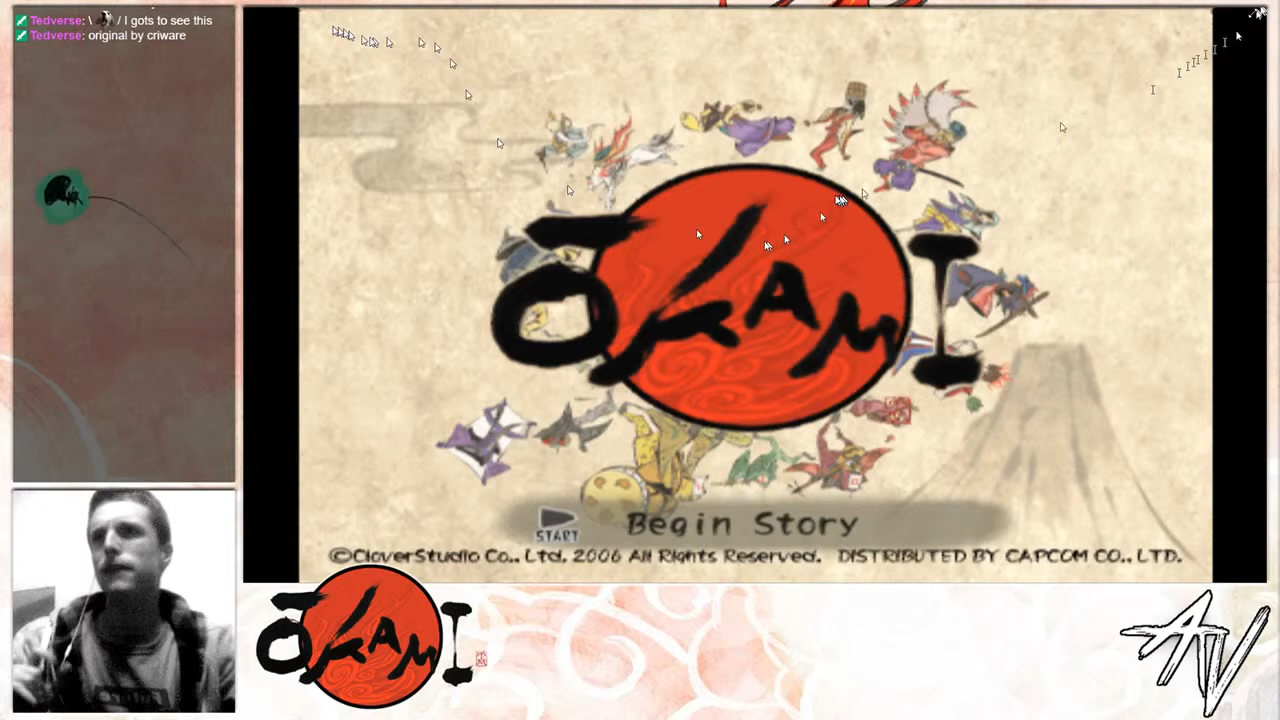 Tedverse: \ / I gots to see this
Tedverse: original by criware
ŌKAMI
START
Begin Story
©CloverStudio Co., Ltd. 2006 All Rights Reserved. DISTRIBUTED BY CAPCOM CO., LTD.
ŌKAMI
AV